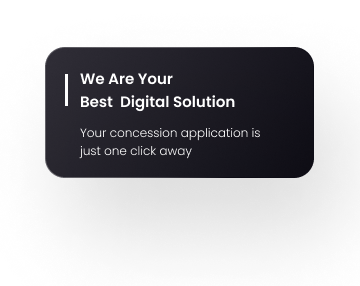 We Are Your
Best Digital Solution
Your concession application is
just one click away